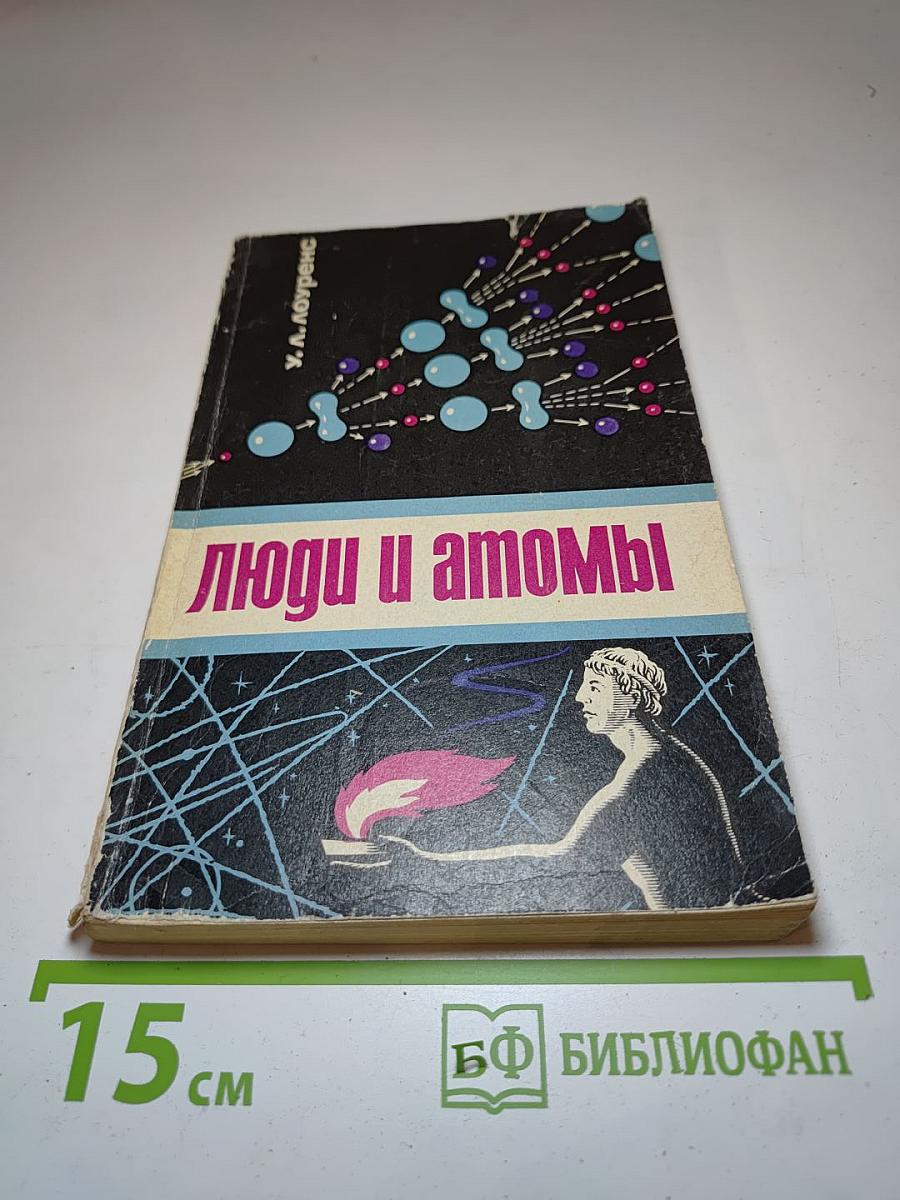 У. Л. ЛОУРЕНС
ЛЮДИ И АТОМЫ
15 см
БФ БИБЛИОФАН